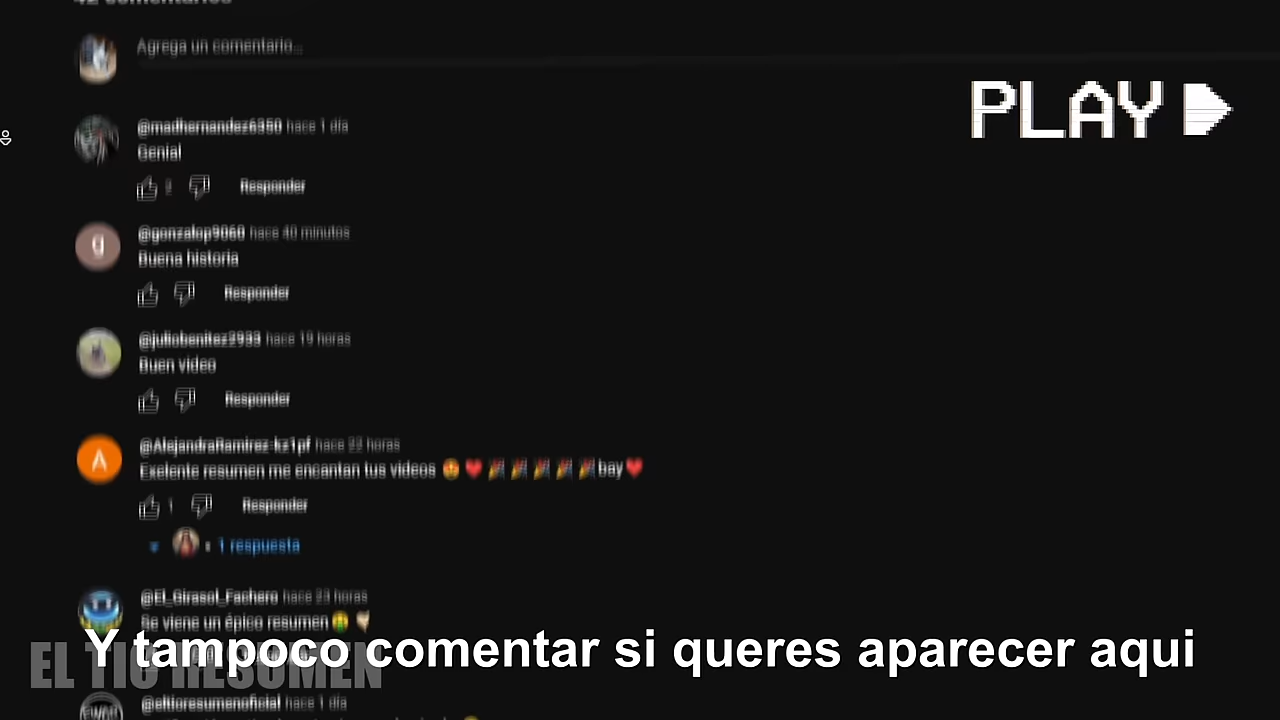 Agrega un comentario...
PLAY
@madhernandez6350 hace 1 día
Genial
Responder
@gonzalop9060 hace 40 minutos
Buena historia
Responder
@juliobenitez2933 hace 19 horas
Buen video
Responder
@AlejandraRamirez-kz1pf hace 22 horas
Exelente resumen me encantan tus videos 🤩❤️🎉🎉🎉🎉🎉bay❤️
1 Responder
1 respuesta
@El_Girasol_Fachero hace 23 horas
Se viene un épico resumen
Y tampoco comentar si queres aparecer aqui
EL TIO RESUMEN
@eltioresumenoficial hace 1 día